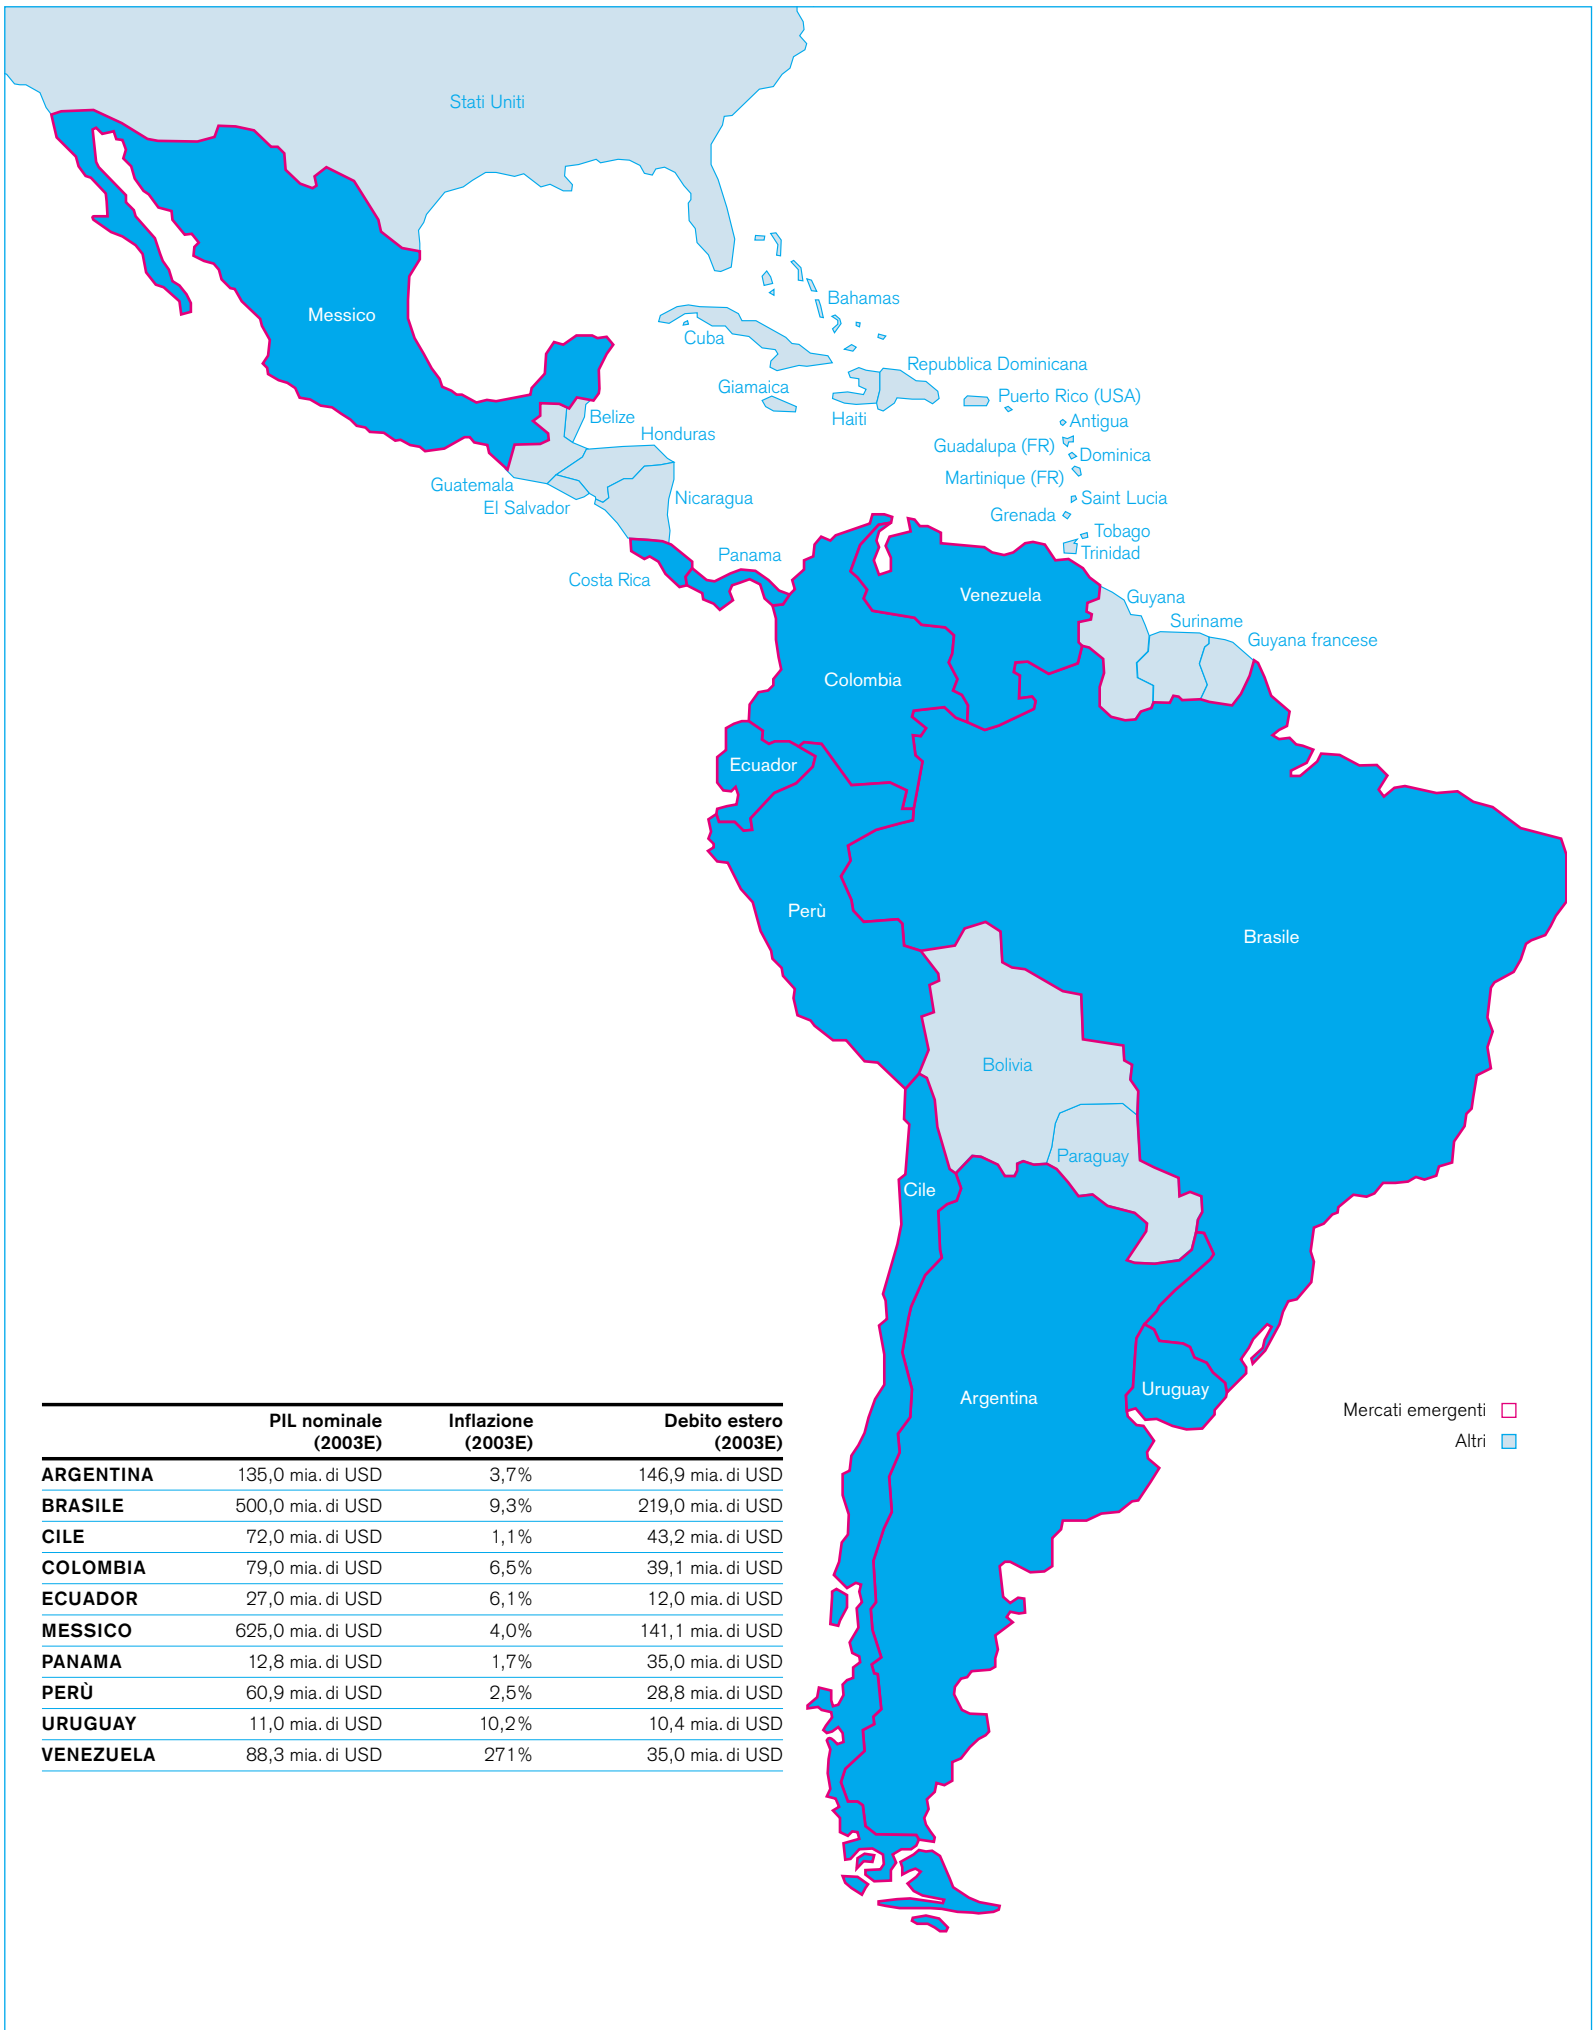 Stati Uniti
Messico
Bahamas
Cuba
Repubblica Dominicana
Giamaica
Puerto Rico (USA)
Haiti
Antigua
Belize
Honduras
Guadalupa (FR)
Dominica
Martinique (FR)
Guatemala
El Salvador
Nicaragua
Saint Lucia
Grenada
Tobago
Trinidad
Panama
Costa Rica
Venezuela
Guyana
Suriname
Guyana francese
Colombia
Ecuador
Perù
Brasile
Bolivia
Paraguay
Cile
Argentina
Uruguay
Mercati emergenti
Altri
PIL nominale Inflazione Debito estero
(2003E) (2003E) (2003E)
ARGENTINA 135,0 mia. di USD 3,7% 146,9 mia. di USD
BRASILE 500,0 mia. di USD 9,3% 219,0 mia. di USD
CILE 72,0 mia. di USD 1,1% 43,2 mia. di USD
COLOMBIA 79,0 mia. di USD 6,5% 39,1 mia. di USD
ECUADOR 27,0 mia. di USD 6,1% 12,0 mia. di USD
MESSICO 625,0 mia. di USD 4,0% 141,1 mia. di USD
PANAMA 12,8 mia. di USD 1,7% 35,0 mia. di USD
PERÙ 60,9 mia. di USD 2,5% 28,8 mia. di USD
URUGUAY 11,0 mia. di USD 10,2% 10,4 mia. di USD
VENEZUELA 88,3 mia. di USD 271% 35,0 mia. di USD